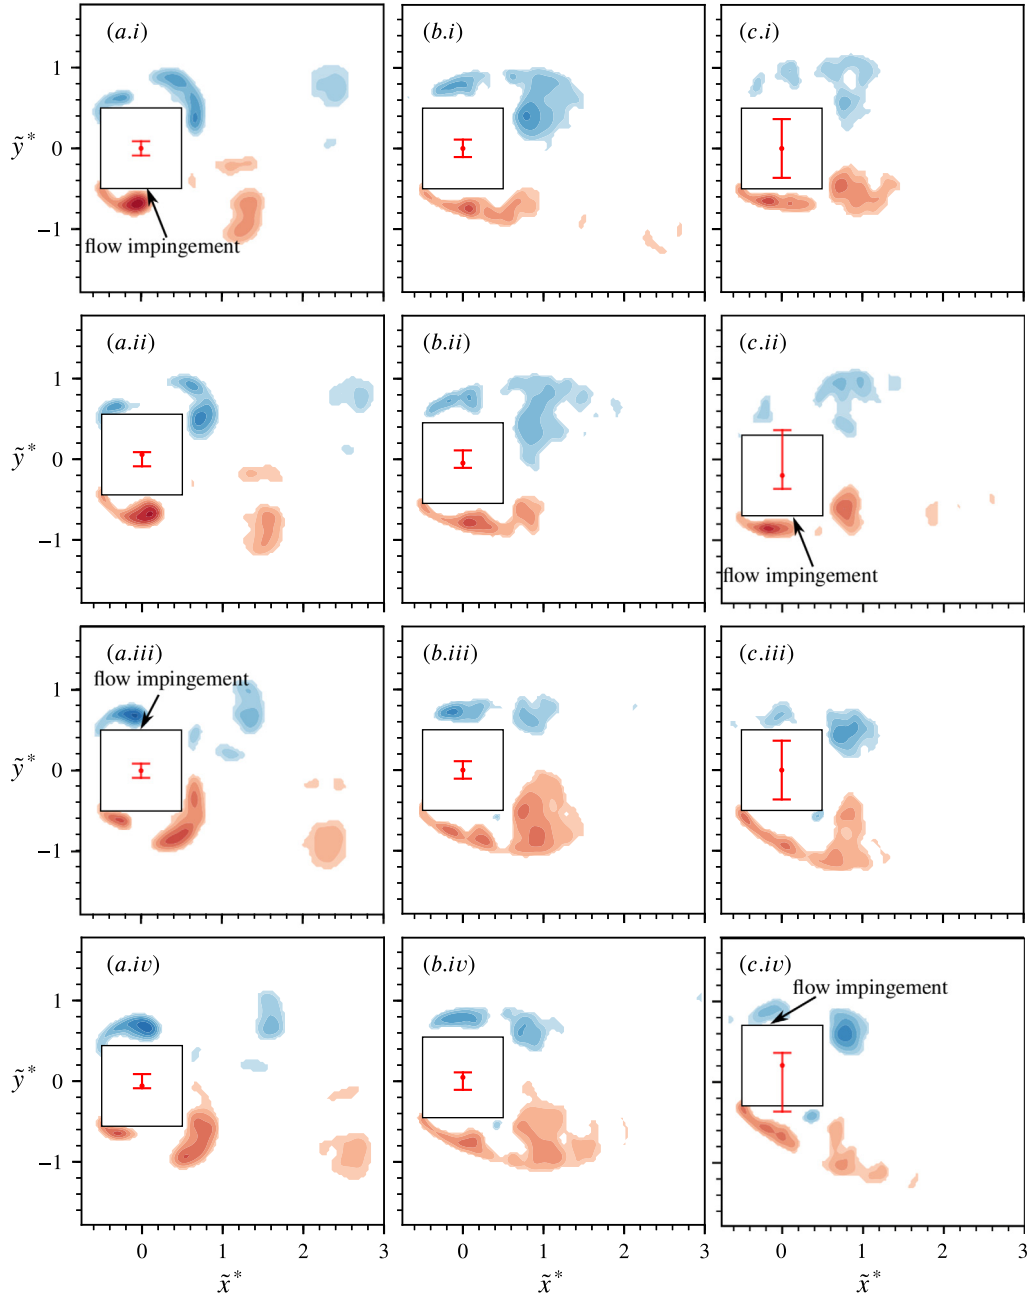 (a.i) (b.i) (c.i)
1
ỹ* 0
−1
flow impingement
(a.ii) (b.ii) (c.ii)
1
ỹ* 0
−1
flow impingement
(a.iii) (b.iii) (c.iii)
flow impingement
1
ỹ* 0
−1
(a.iv) (b.iv) (c.iv)
flow impingement
1
ỹ* 0
−1
0 1 2 3 0 1 2 3 0 1 2 3
x̃* x̃* x̃*